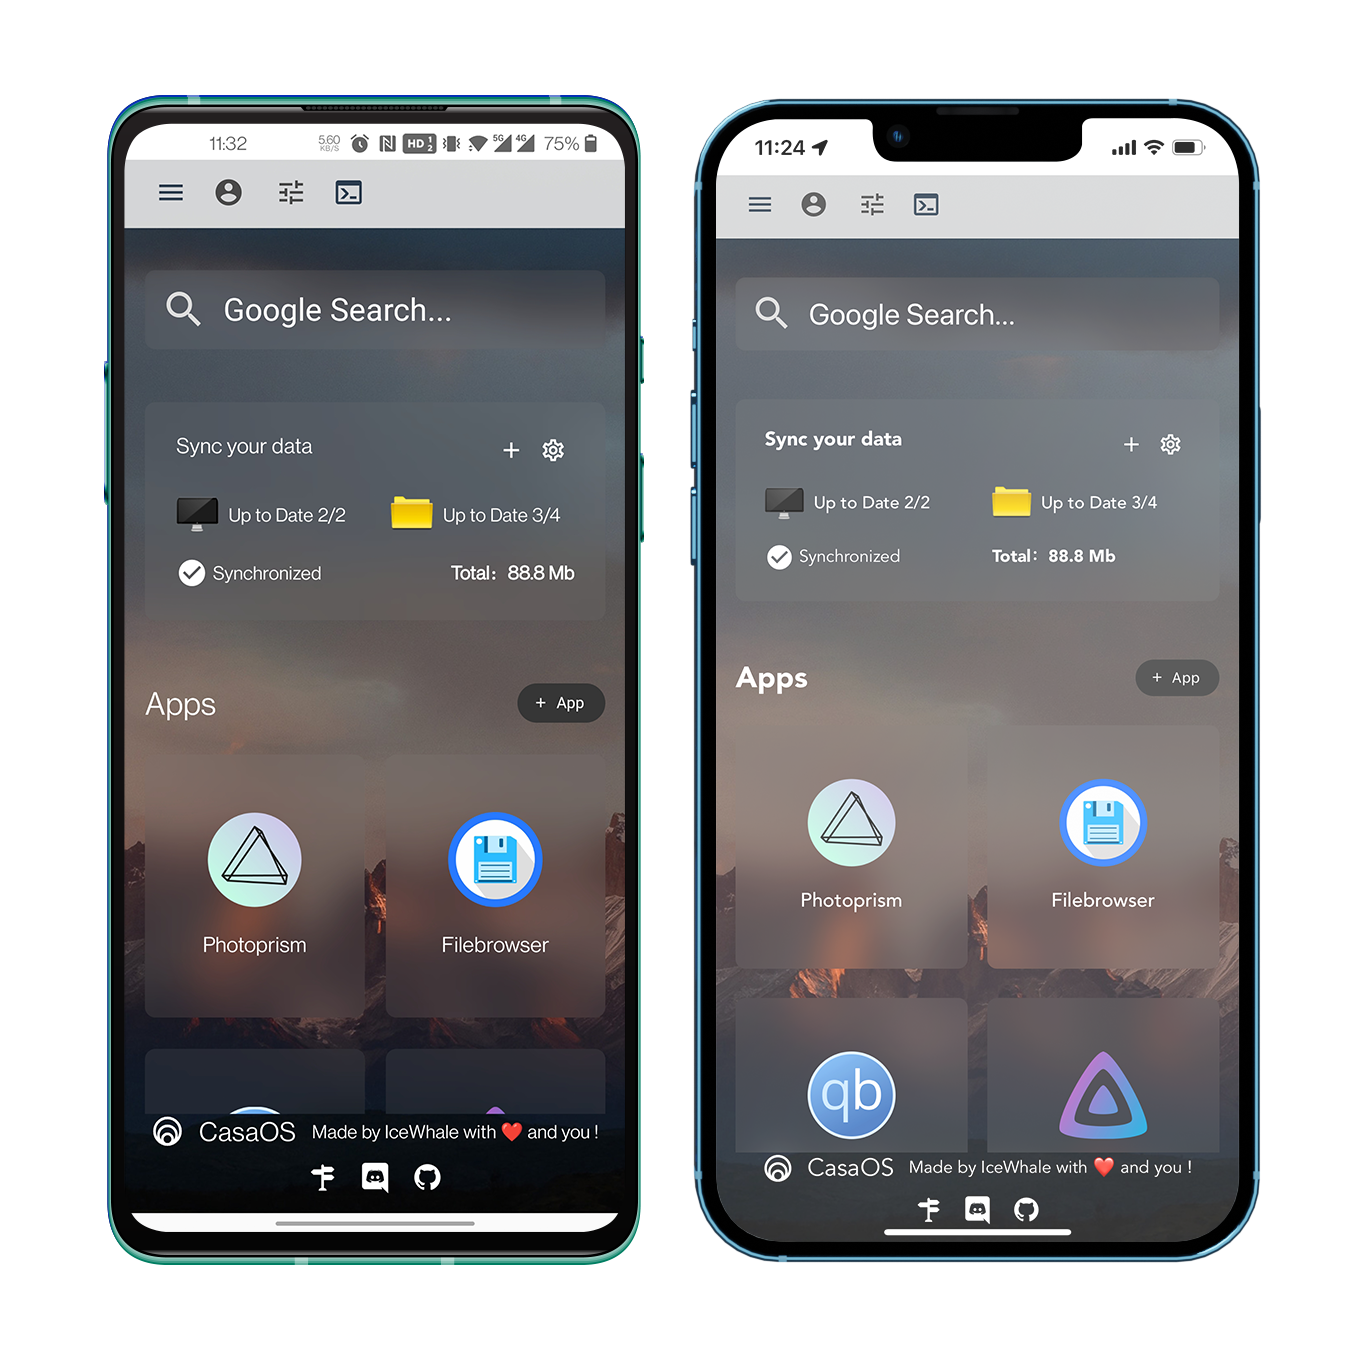 11:32
5.60
KB/S
HD 1
2
5G
4G
75%
Google Search...
Sync your data
Up to Date 2/2
Up to Date 3/4
Synchronized
Total: 88.8 Mb
Apps
+ App
Photoprism
Filebrowser
CasaOS
Made by IceWhale with ❤️ and you !
11:24
Google Search...
Sync your data
Up to Date 2/2
Up to Date 3/4
Synchronized
Total: 88.8 Mb
Apps
+ App
Photoprism
Filebrowser
qb
CasaOS
Made by IceWhale with ❤️ and you !